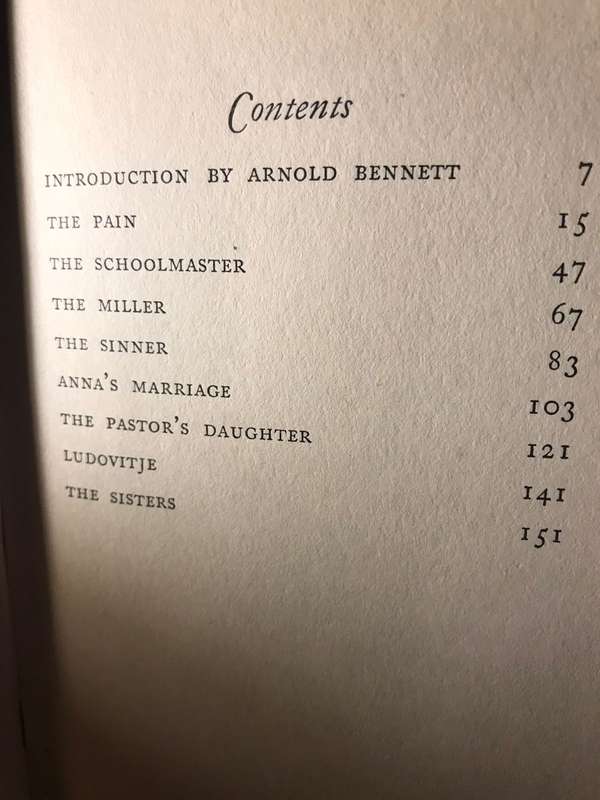 Contents
INTRODUCTION BY ARNOLD BENNETT 7
THE PAIN 15
THE SCHOOLMASTER 47
THE MILLER 67
THE SINNER 83
ANNA'S MARRIAGE 103
THE PASTOR'S DAUGHTER 121
LUDOVITJE 141
THE SISTERS 151